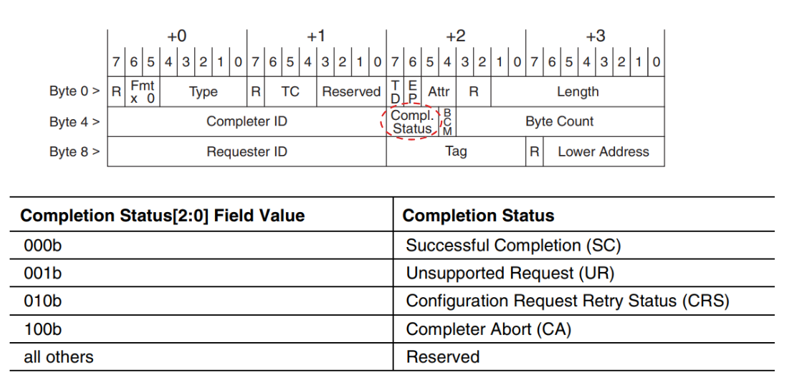 +0 +1 +2 +3
7 6 5 4 3 2 1 0 7 6 5 4 3 2 1 0 7 6 5 4 3 2 1 0 7 6 5 4 3 2 1 0
Byte 0 > R Fmt x 0 Type R TC Reserved TD EP Attr R Length
Byte 4 > Completer ID Compl. Status BCM Byte Count
Byte 8 > Requester ID Tag R Lower Address
Completion Status[2:0] Field Value Completion Status
000b Successful Completion (SC)
001b Unsupported Request (UR)
010b Configuration Request Retry Status (CRS)
100b Completer Abort (CA)
all others Reserved